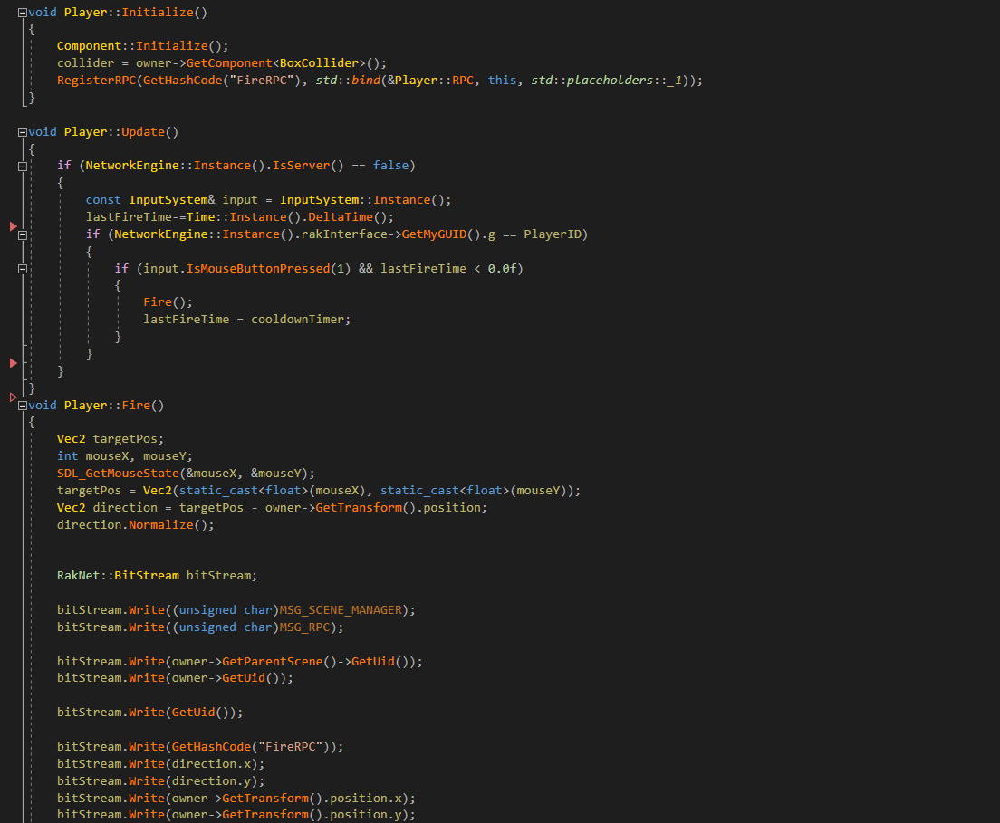 void Player::Initialize()
{
    Component::Initialize();
    collider = owner->GetComponent<BoxCollider>();
    RegisterRPC(GetHashCode("FireRPC"), std::bind(&Player::RPC, this, std::placeholders::_1));
}

void Player::Update()
{
    if (NetworkEngine::Instance().IsServer() == false)
    {
        const InputSystem& input = InputSystem::Instance();
        lastFireTime-=Time::Instance().DeltaTime();
        if (NetworkEngine::Instance().rakInterface->GetMyGUID().g == PlayerID)
        {
            if (input.IsMouseButtonPressed(1) && lastFireTime < 0.0f)
            {
                Fire();
                lastFireTime = cooldownTimer;
            }
        }
    }
}
void Player::Fire()
{
    Vec2 targetPos;
    int mouseX, mouseY;
    SDL_GetMouseState(&mouseX, &mouseY);
    targetPos = Vec2(static_cast<float>(mouseX), static_cast<float>(mouseY));
    Vec2 direction = targetPos - owner->GetTransform().position;
    direction.Normalize();


    RakNet::BitStream bitStream;

    bitStream.Write((unsigned char)MSG_SCENE_MANAGER);
    bitStream.Write((unsigned char)MSG_RPC);

    bitStream.Write(owner->GetParentScene()->GetUid());
    bitStream.Write(owner->GetUid());

    bitStream.Write(GetUid());

    bitStream.Write(GetHashCode("FireRPC"));
    bitStream.Write(direction.x);
    bitStream.Write(direction.y);
    bitStream.Write(owner->GetTransform().position.x);
    bitStream.Write(owner->GetTransform().position.y);